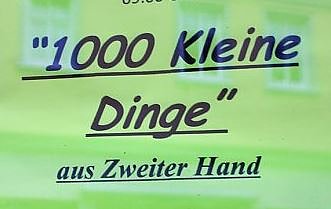 "1000 Kleine
Dinge"
aus Zweiter Hand